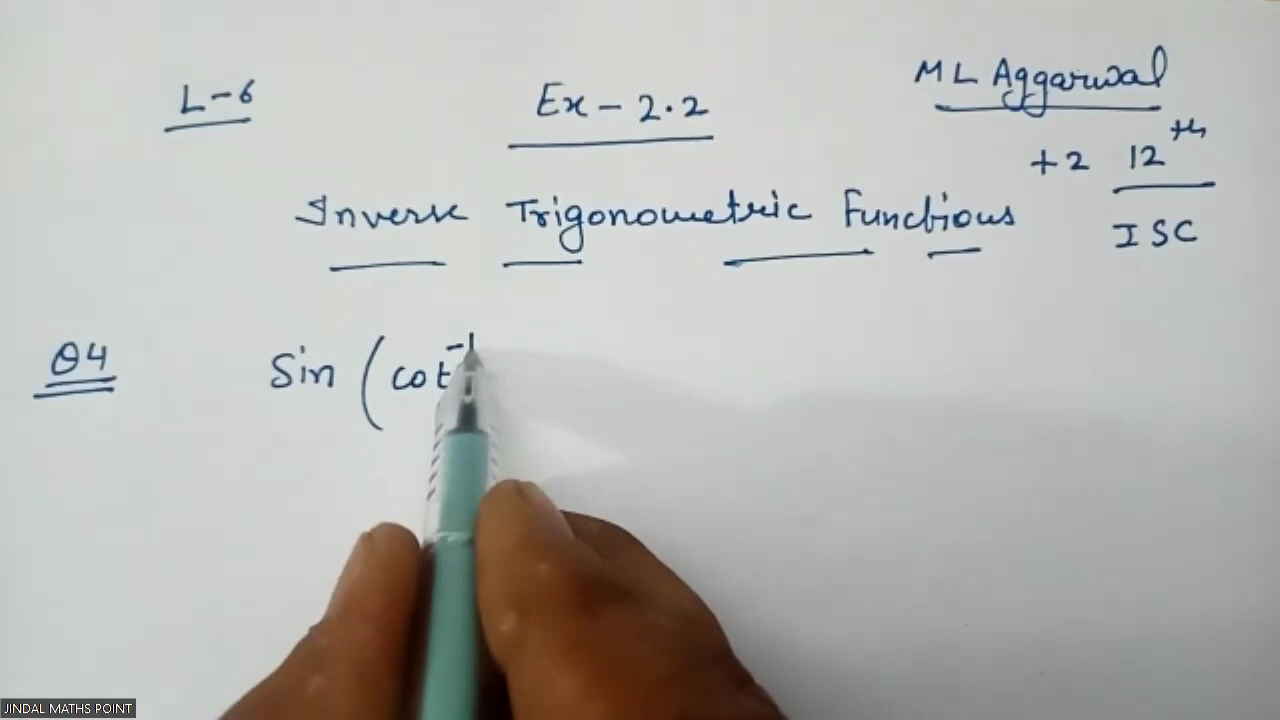 L-6 Ex-2.2 ML Aggarwal
+2 12th
Inverse Trigonometric Functions ISC
Q4 Sin (cot-1
JINDAL MATHS POINT